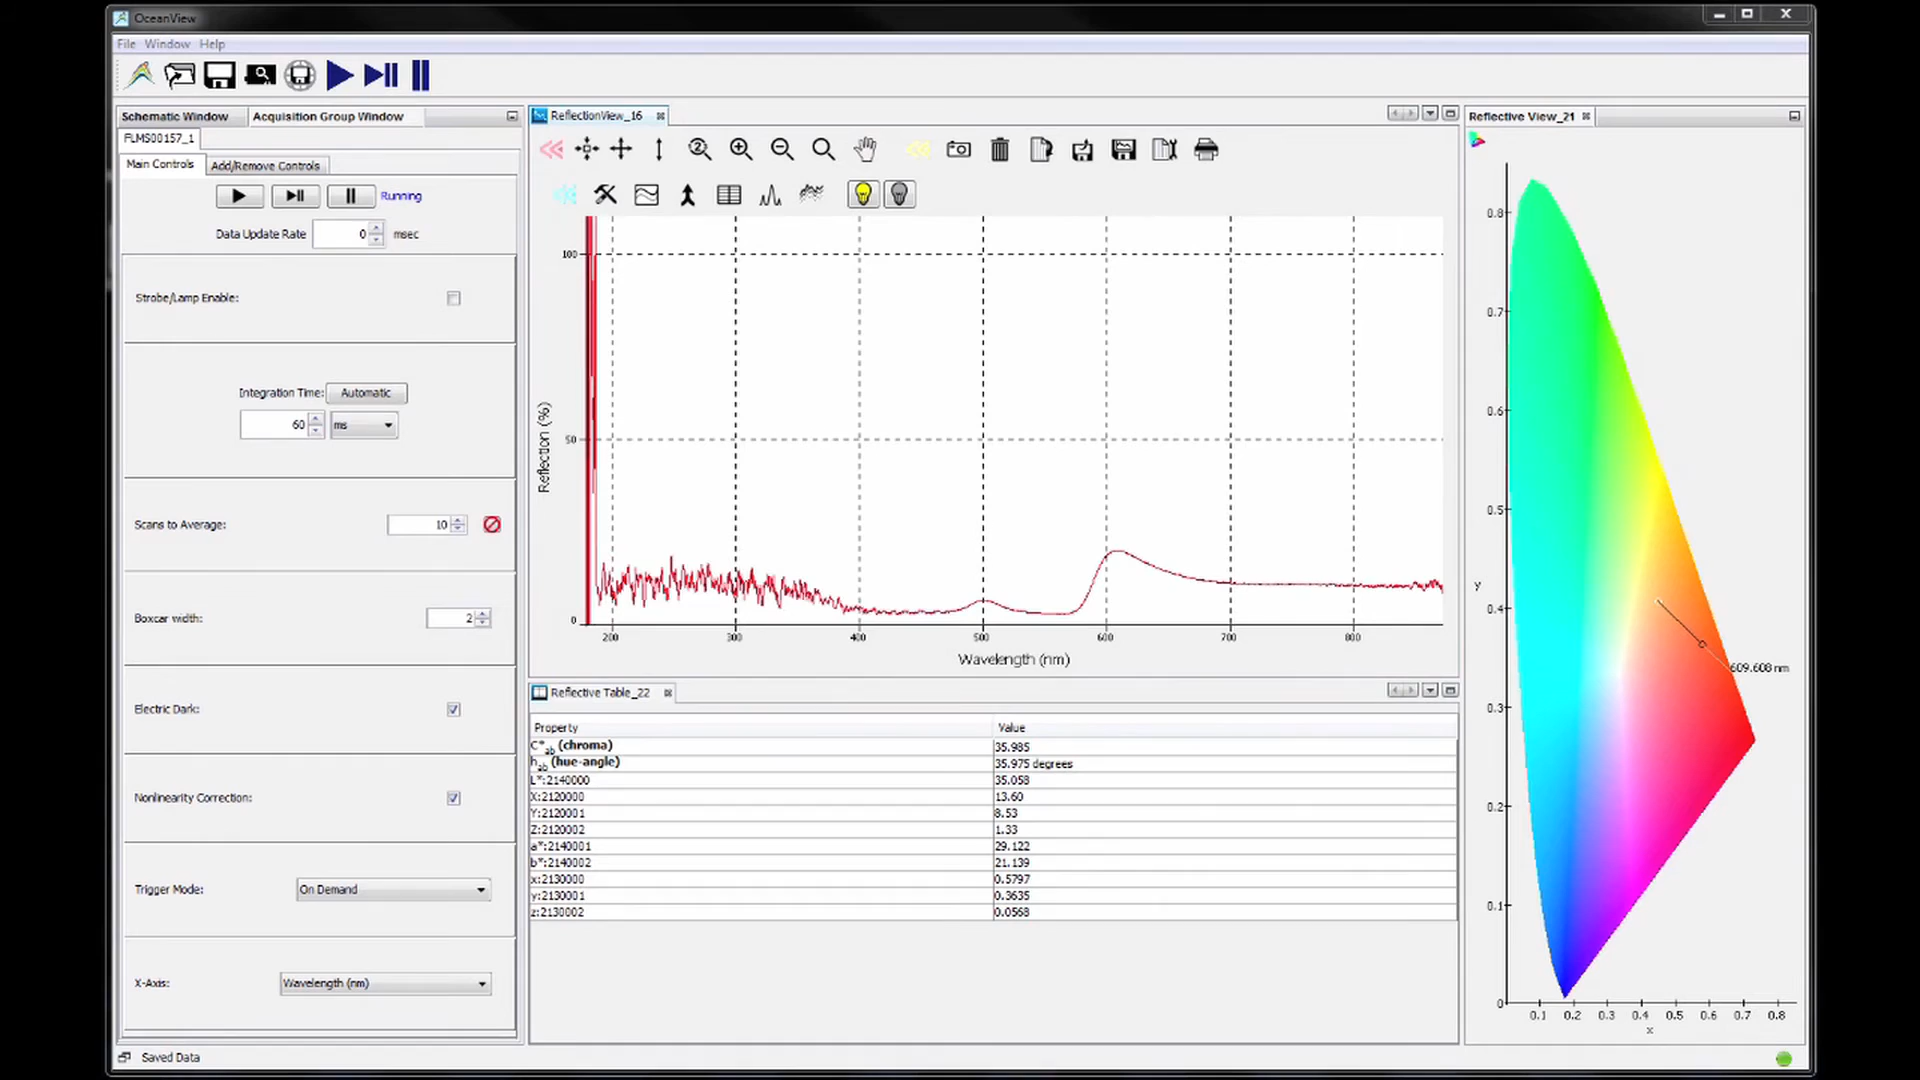 OceanView
File Window Help
Schematic Window
Acquisition Group Window
FLMS00157_1
Main Controls
Add/Remove Controls
Running
Data Update Rate 0 msec
Strobe/Lamp Enable:
Integration Time: Automatic
60 ms
Scans to Average: 10
Boxcar width: 2
Electric Dark:
Nonlinearity Correction:
Trigger Mode: On Demand
X-Axis: Wavelength (nm)
Saved Data
ReflectionView_16
Reflection (%)
100
50
0
200 300 400 500 600 700 800
Wavelength (nm)
Reflective Table_22
Property Value
C*ab (chroma) 35.985
hab (hue-angle) 35.975 degrees
L*:2140000 35.058
X:2120000 13.60
Y:2120001 8.53
Z:2120002 1.33
a*:2140001 29.122
b*:2140002 21.139
x:2130000 0.5797
y:2130001 0.3635
z:2130002 0.0568
Reflective View_21
0.8
0.7
0.6
0.5
y
0.4
609.608 nm
0.3
0.2
0.1
0
0.1 0.2 0.3 0.4 0.5 0.6 0.7 0.8
x